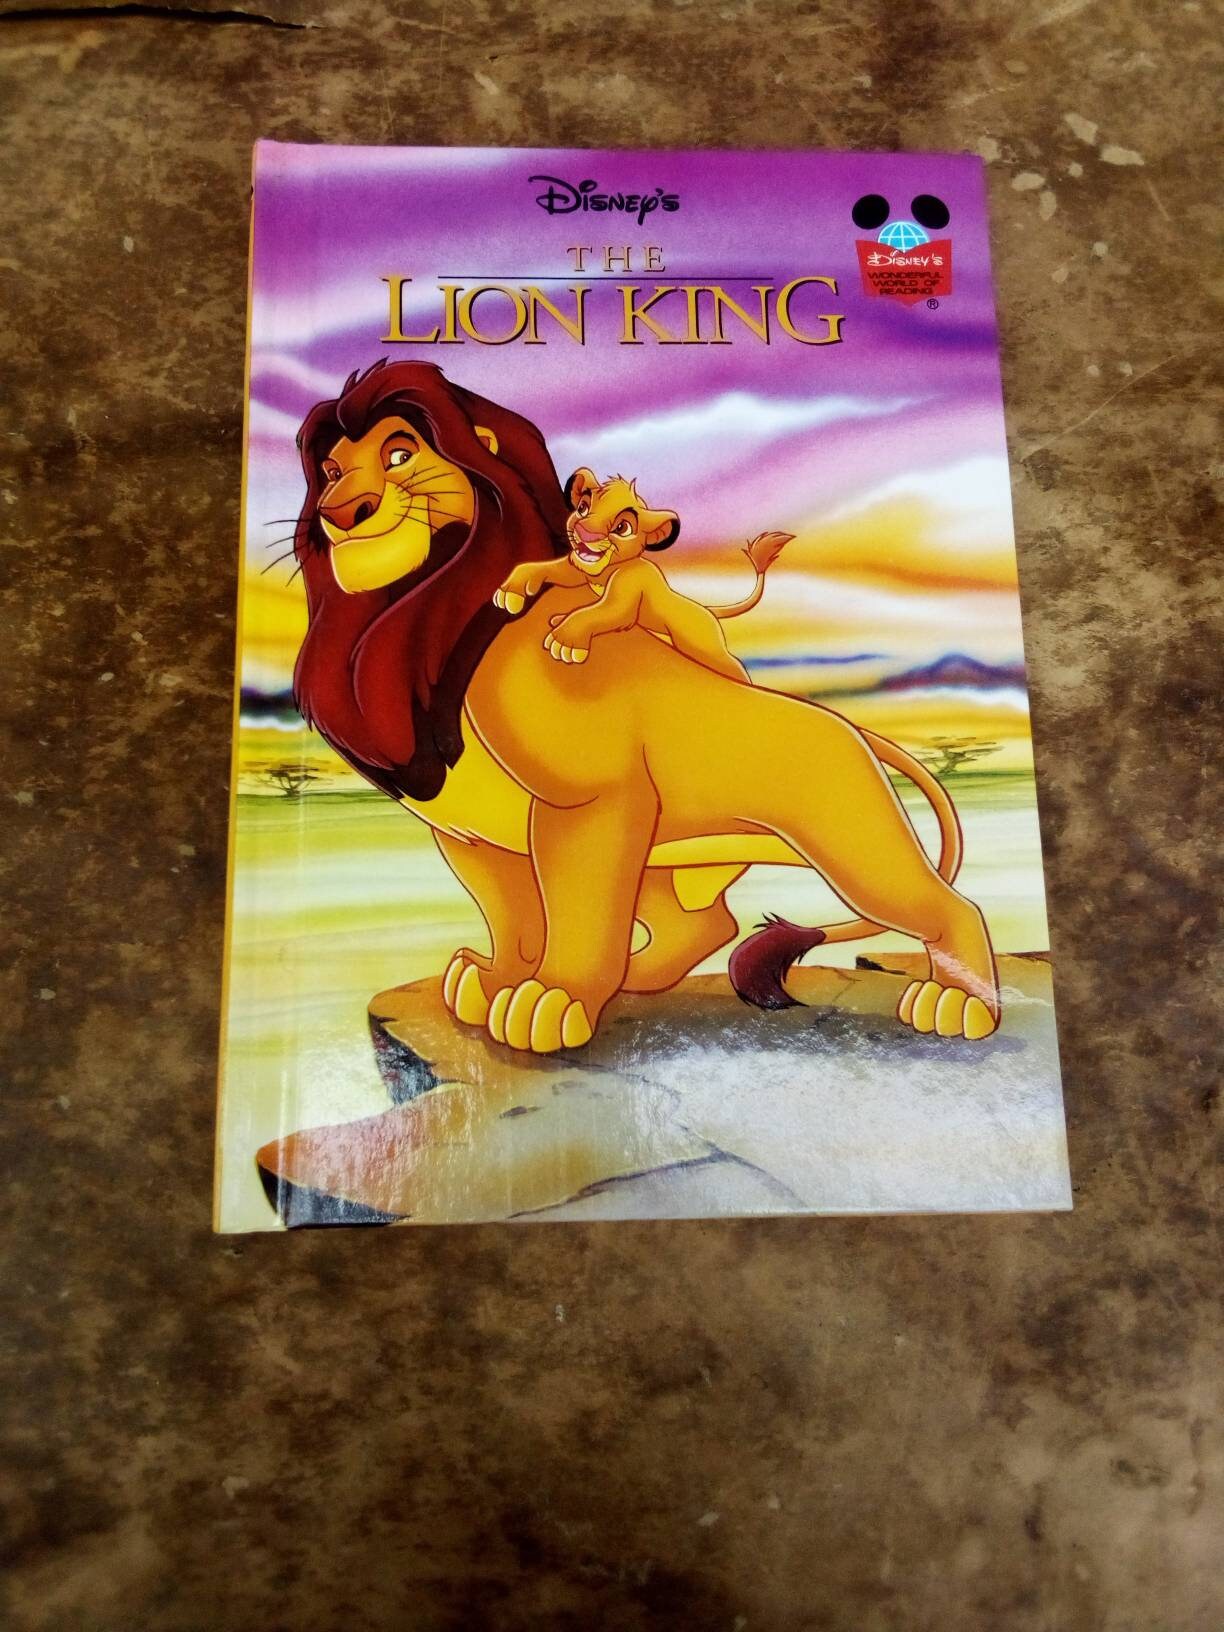 Disney's
THE
LION KING
Disney's
WONDERFUL
WORLD OF
READING
®